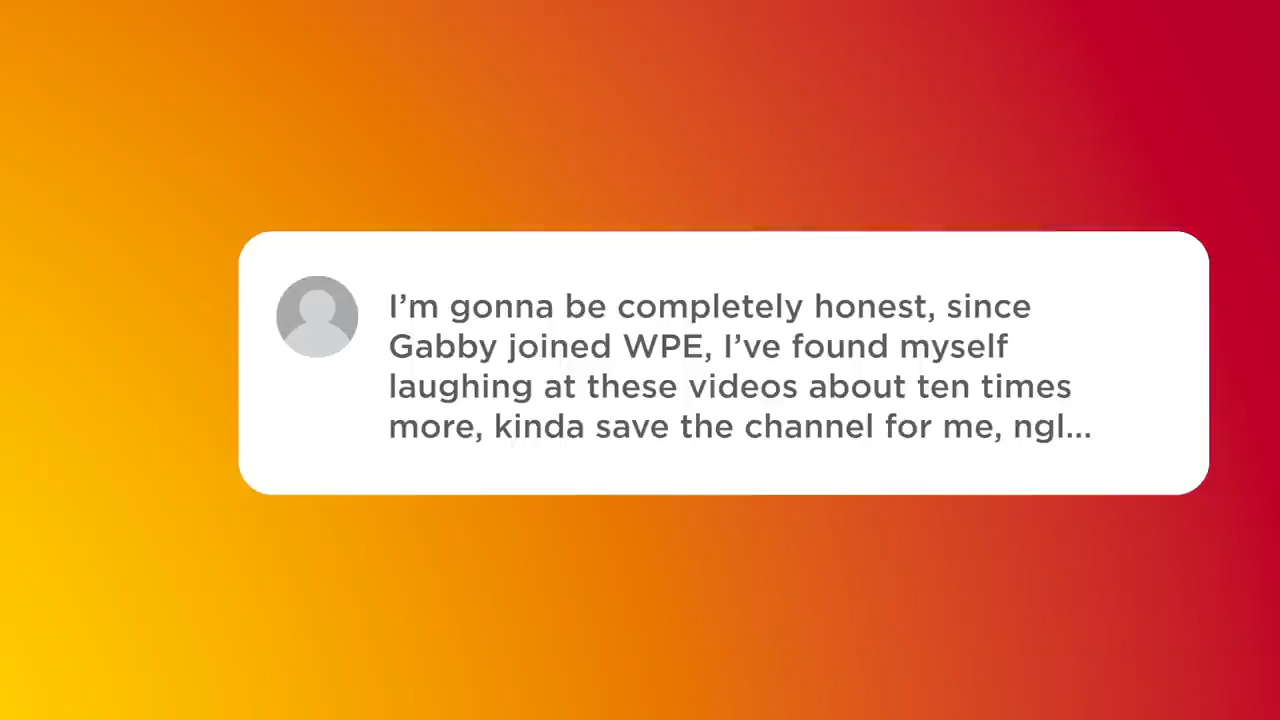 I’m gonna be completely honest, since
Gabby joined WPE, I’ve found myself
laughing at these videos about ten times
more, kinda save the channel for me, ngl...